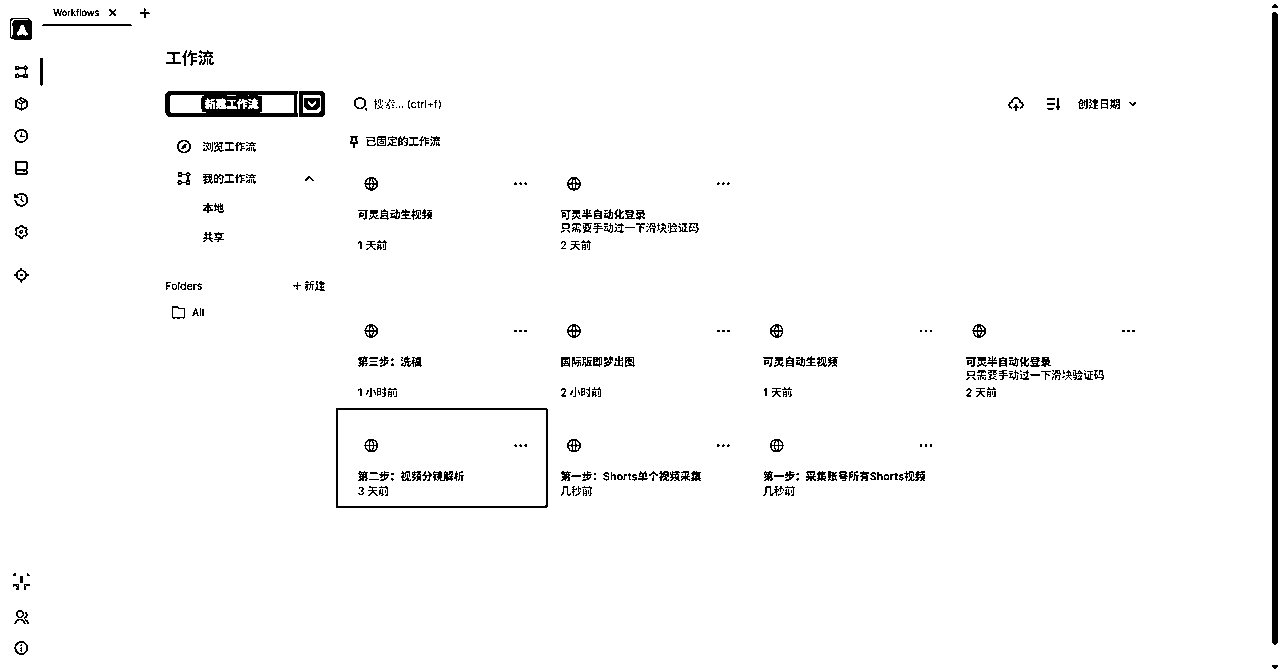 Workflows
工作流
新建工作流
搜索... (ctrl+f)
创建日期
浏览工作流
我的工作流
本地
共享
Folders
+ 新建
All
已固定的工作流
可灵自动生视频
1 天前
可灵半自动化登录
只需要手动过一下滑块验证码
2 天前
第三步：洗稿
1 小时前
国际版即梦出图
2 小时前
可灵自动生视频
1 天前
可灵半自动化登录
只需要手动过一下滑块验证码
2 天前
第二步：视频分镜解析
3 天前
第一步：Shorts单个视频采集
几秒前
第一步：采集账号所有Shorts视频
几秒前